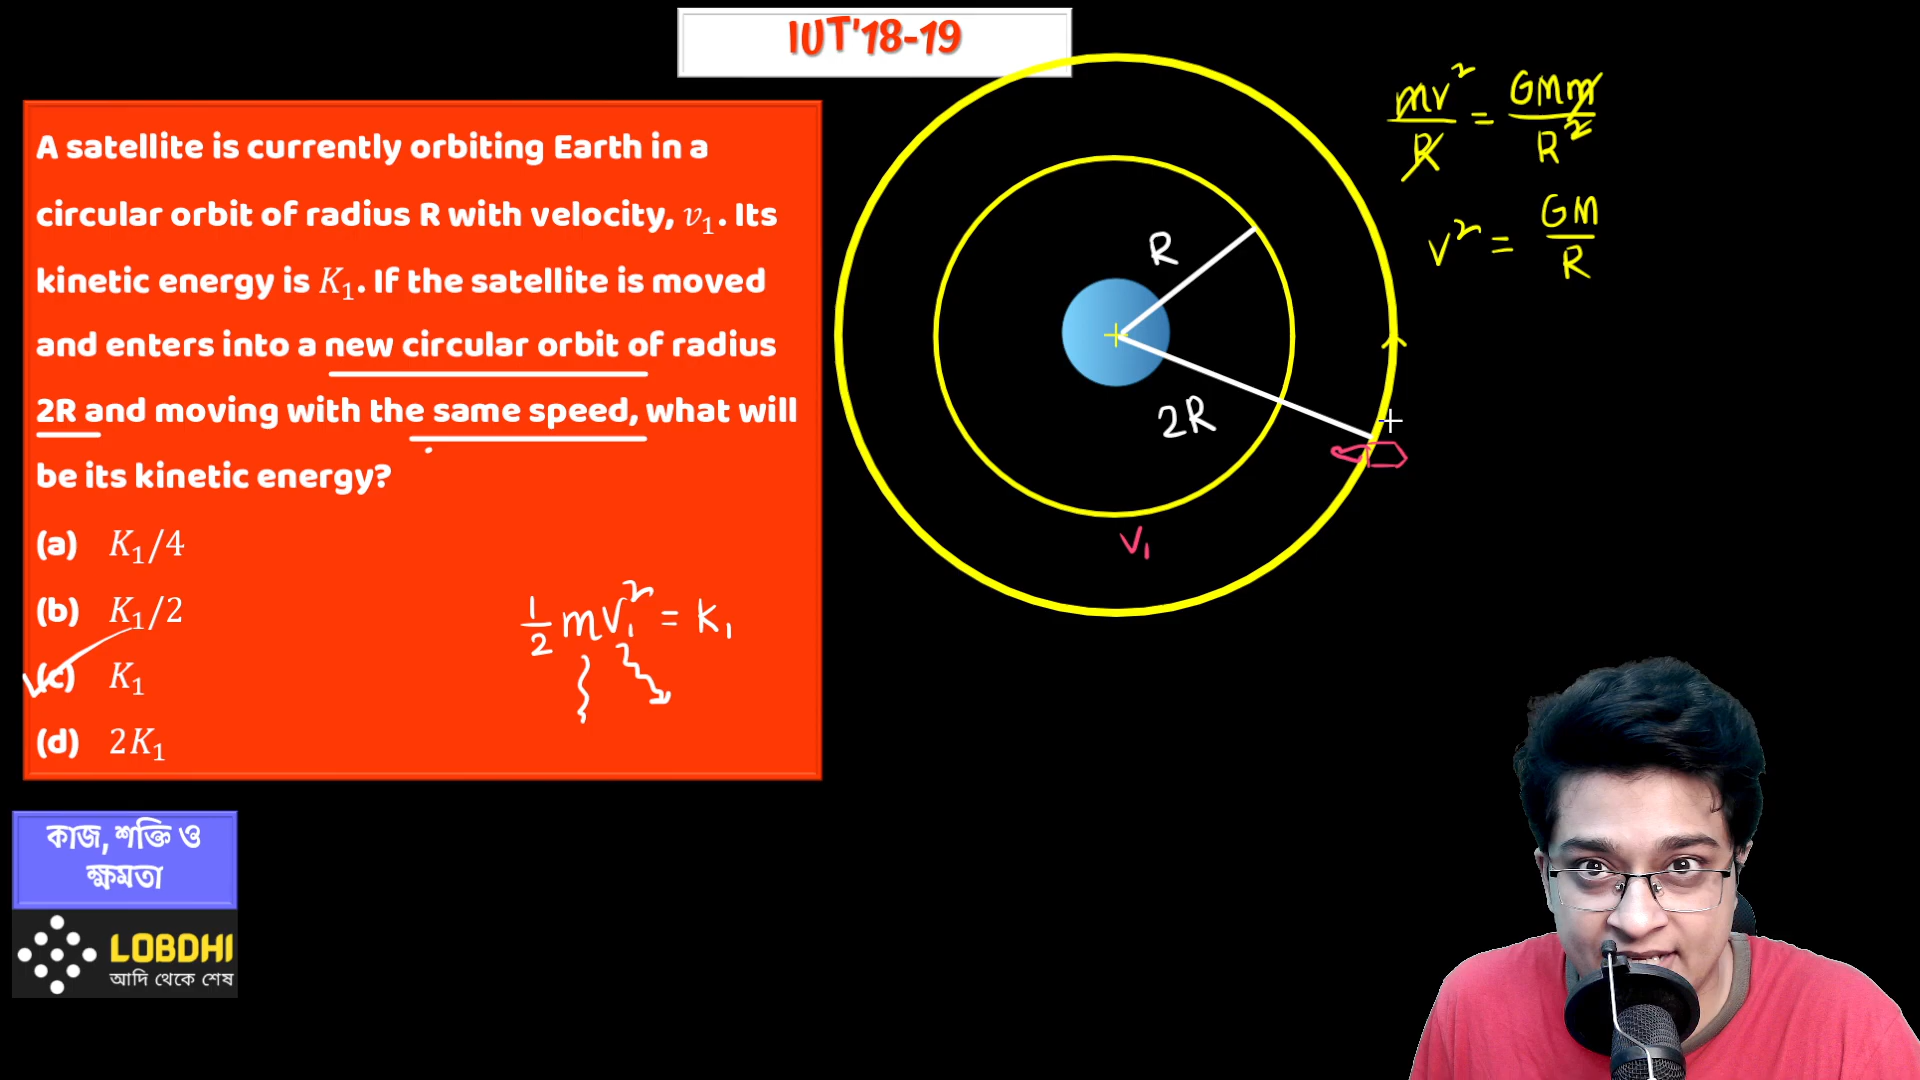 IUT'18-19
A satellite is currently orbiting Earth in a
circular orbit of radius R with velocity, v₁. Its
kinetic energy is K₁. If the satellite is moved
and enters into a new circular orbit of radius
2R and moving with the same speed, what will
be its kinetic energy?
(a) K₁/4
(b) K₁/2
(c) K₁
(d) 2K₁
½ mv₁² = K₁
R
2R
V₁
mv²/R = GMm/R²
v² = GM/R
কাজ, শক্তি ও
ক্ষমতা
LOBDHI
আদি থেকে শেষ